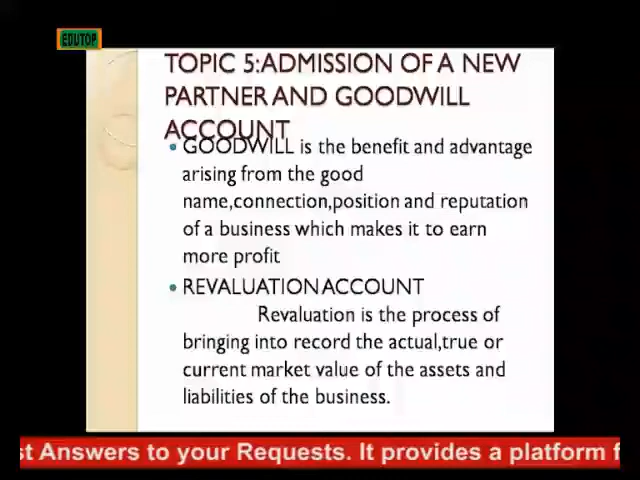 EDUTOP
TOPIC 5:ADMISSION OF A NEW
PARTNER AND GOODWILL
ACCOUNT
• GOODWILL is the benefit and advantage
arising from the good
name,connection,position and reputation
of a business which makes it to earn
more profit
• REVALUATION ACCOUNT
Revaluation is the process of
bringing into record the actual,true or
current market value of the assets and
liabilities of the business.
st Answers to your Requests. It provides a platform f